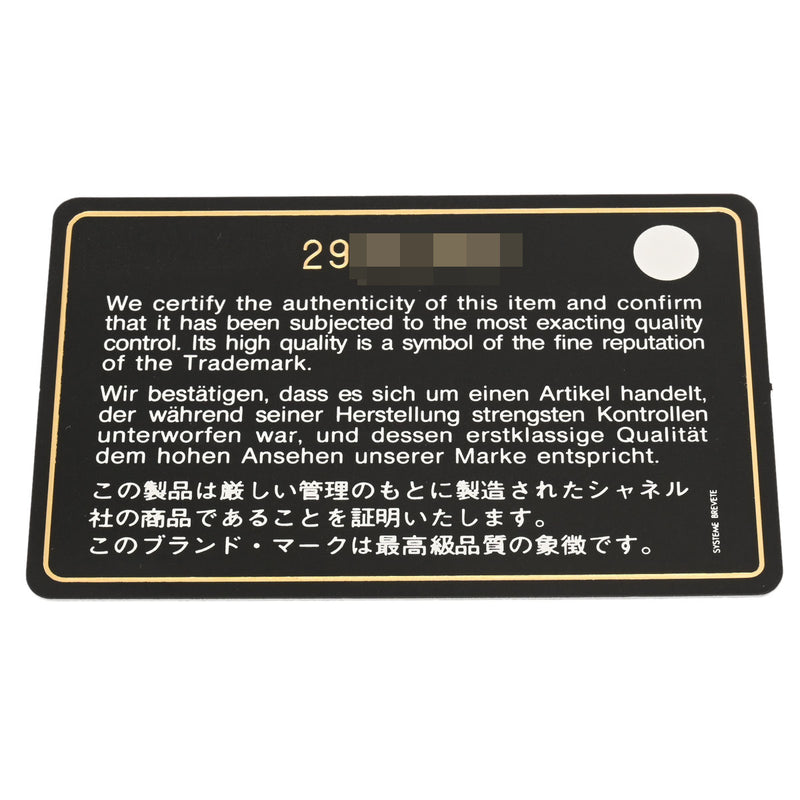 29
We certify the authenticity of this item and confirm
that it has been subjected to the most exacting quality
control. Its high quality is a symbol of the fine reputation
of the Trademark.
Wir bestätigen, dass es sich um einen Artikel handelt,
der während seiner Herstellung strengsten Kontrollen
unterworfen war, und dessen erstklassige Qualität
dem hohen Ansehen unserer Marke entspricht.
この製品は厳しい管理のもとに製造されたシャネル
社の商品であることを証明いたします。
このブランド・マークは最高級品質の象徴です。
SYSTEME BREVETE